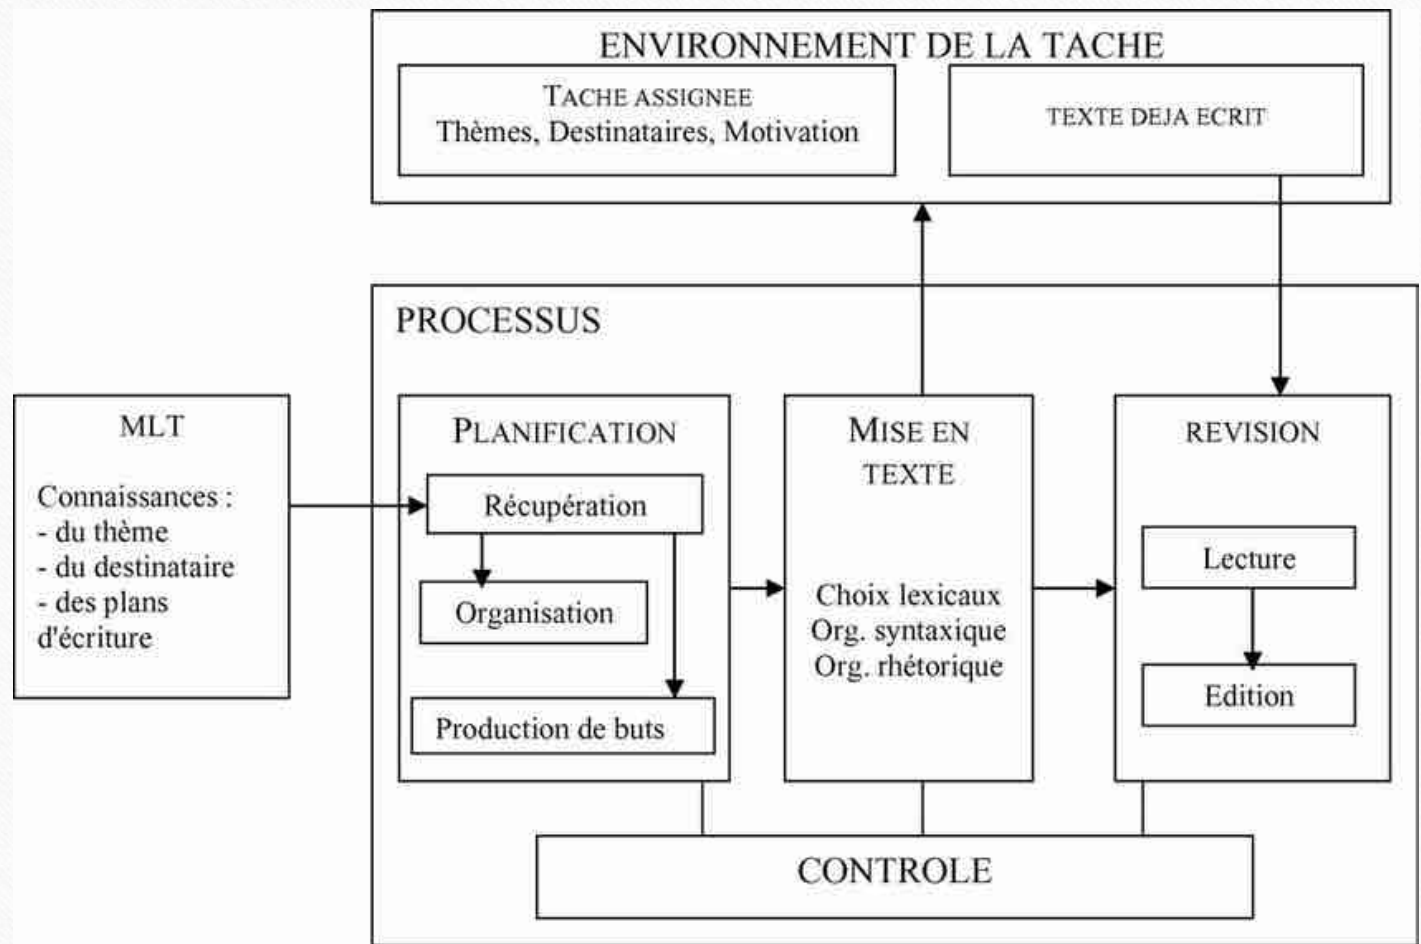 ENVIRONNEMENT DE LA TACHE
TACHE ASSIGNEE
Thèmes, Destinataires, Motivation
TEXTE DEJA ECRIT
PROCESSUS
MLT
Connaissances :
- du thème
- du destinataire
- des plans
d'écriture
PLANIFICATION
Récupération
Organisation
Production de buts
MISE EN
TEXTE
Choix lexicaux
Org. syntaxique
Org. rhétorique
REVISION
Lecture
Edition
CONTROLE